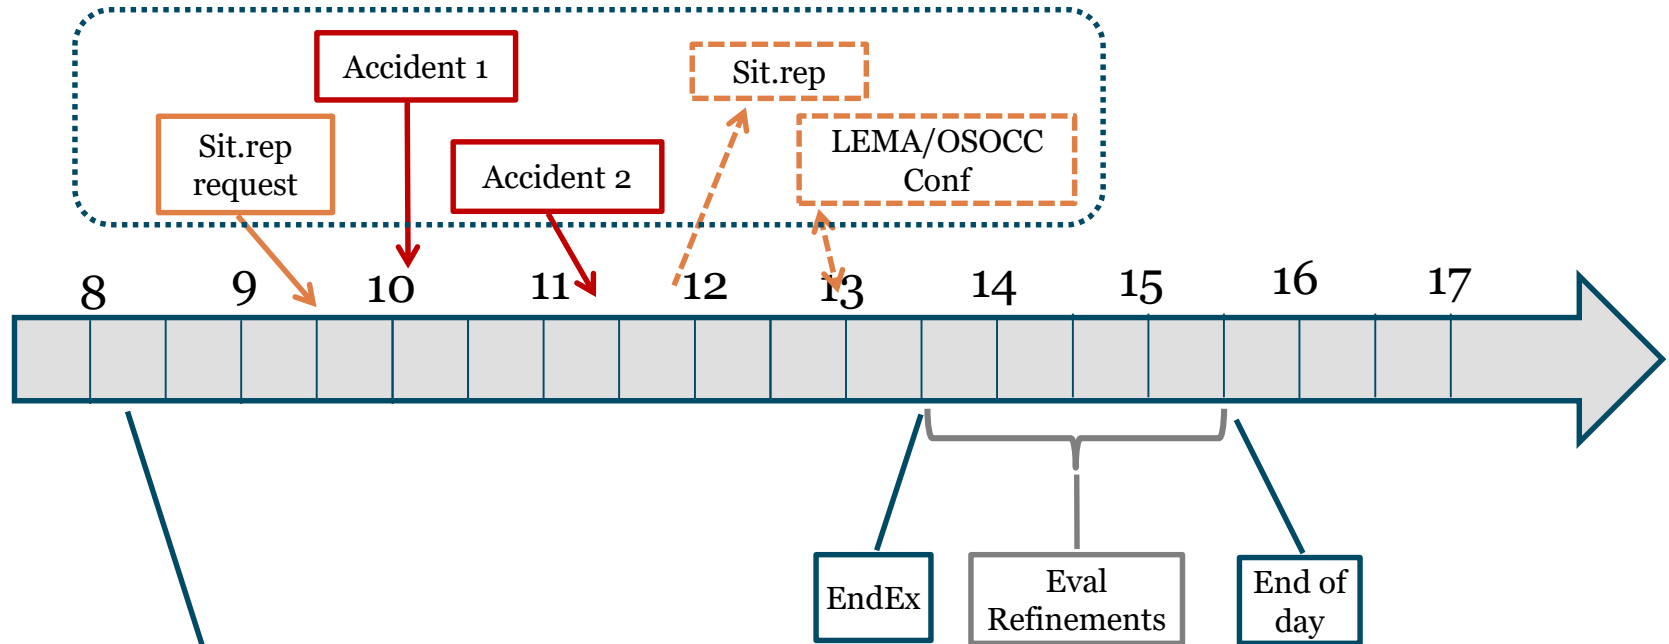 Accident 1
Sit.rep
Sit.rep
request
LEMA/OSOCC
Conf
Accident 2
8
9
10
11
12
13
14
15
16
17
EndEx
Eval
Refinements
End of
day